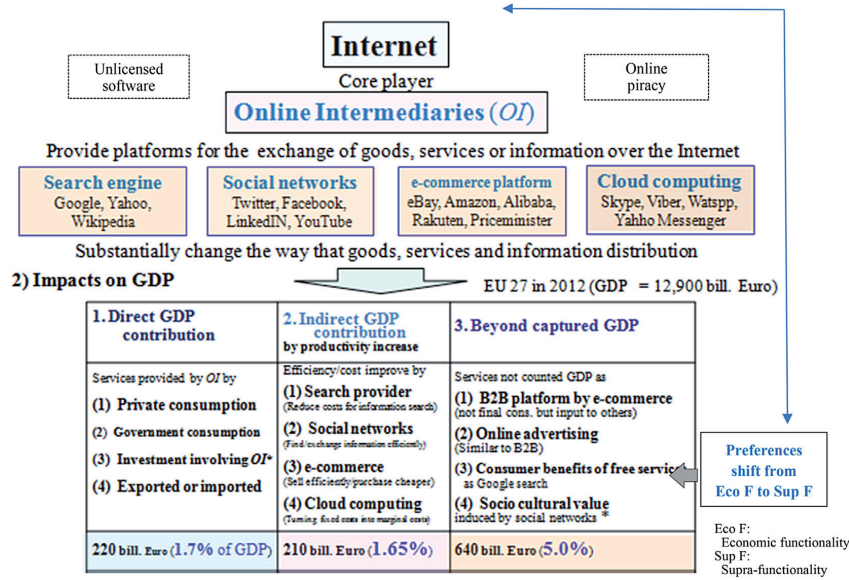 Internet
Unlicensed
software
Online
piracy
Core player
Online Intermediaries (OI)
Provide platforms for the exchange of goods, services or information over the Internet
Search engine
Google, Yahoo,
Wikipedia
Social networks
Twitter, Facebook,
LinkedIN, YouTube
e-commerce platform
eBay, Amazon, Alibaba,
Rakuten, Priceminister
Cloud computing
Skype, Viber, Watspp,
Yahho Messenger
Substantially change the way that goods, services and information distribution
2) Impacts on GDP
EU 27 in 2012 (GDP = 12,900 bill. Euro)
1. Direct GDP
contribution
Services provided by OI by
(1) Private consumption
(2) Government consumption
(3) Investment involving OI*
(4) Exported or imported
220 bill. Euro (1.7% of GDP)
2. Indirect GDP
contribution
by productivity increase
Efficiency/cost improve by
(1) Search provider
(Reduce costs for information search)
(2) Social networks
(Find/exchange information efficiently)
(3) e-commerce
(Sell efficiently/purchase cheaper)
(4) Cloud computing
(Turning fixed costs into marginal costs)
210 bill. Euro (1.65%)
3. Beyond captured GDP
Services not counted GDP as
(1) B2B platform by e-commerce
(not final cons. but input to others)
(2) Online advertising
(Similar to B2B)
(3) Consumer benefits of free service
as Google search
(4) Socio cultural value
induced by social networks *
640 bill. Euro (5.0%)
Preferences
shift from
Eco F to Sup F
Eco F:
Economic functionality
Sup F:
Supra-functionality